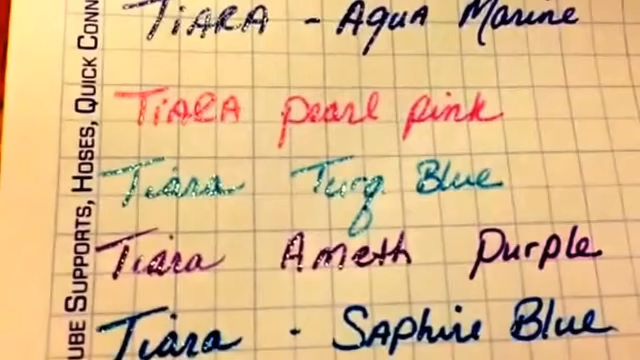 TIARA - AquA Marine
TIARA pearl pink
Tiara Turq Blue
Tiara Ameth Purple
Tiara - SAphire Blue
UBE SUPPORTS, HOSES, QUICK CONN